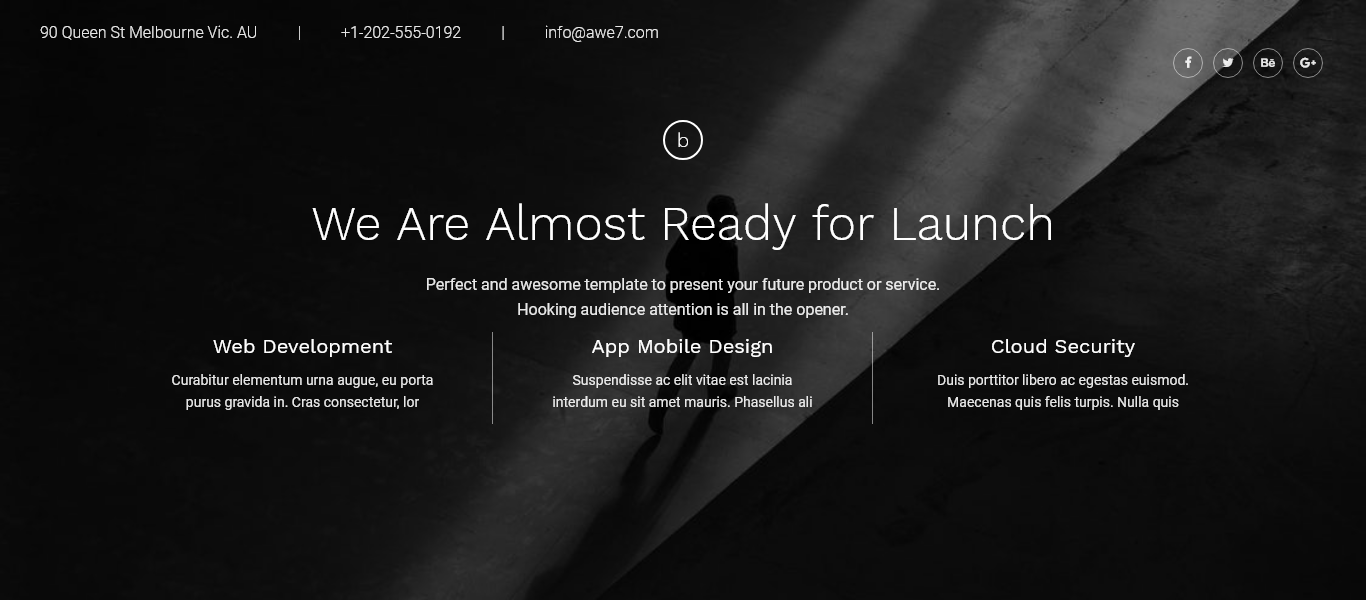 90 Queen St Melbourne Vic. AU | +1-202-555-0192 | info@awe7.com
f Bē G+
b
We Are Almost Ready for Launch
Perfect and awesome template to present your future product or service.
Hooking audience attention is all in the opener.
Web Development
Curabitur elementum urna augue, eu porta
purus gravida in. Cras consectetur, lor
App Mobile Design
Suspendisse ac elit vitae est lacinia
interdum eu sit amet mauris. Phasellus ali
Cloud Security
Duis porttitor libero ac egestas euismod.
Maecenas quis felis turpis. Nulla quis